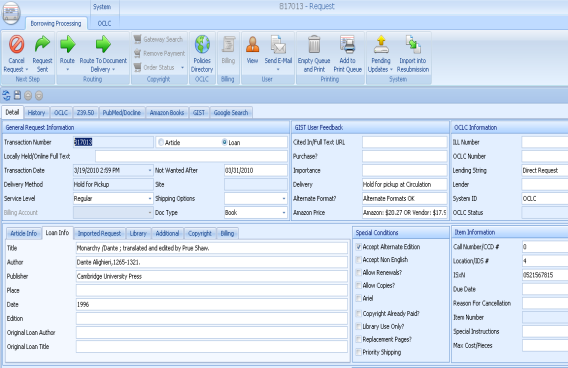 817013 - Request
System
Borrowing Processing OCLC
Cancel Request Request Sent Route Route To Document Delivery Gateway Search Remove Payment Order Status Policies Directory Billing View Send E-Mail Empty Queue and Print Add to Print Queue Pending Updates Import into Resubmission
Next Step Routing Copyright OCLC Billing User Printing System
Detail History OCLC Z39.50 PubMed/Docline Amazon Books GIST Google Search
General Request Information GIST User Feedback OCLC Information
Transaction Number 817013 Article Loan Cited In/Full Text URL ILL Number
Locally Held/Online Full Text Purchase? OCLC Number
Transaction Date 3/19/2010 2:59 PM Not Wanted After 03/31/2010 Importance Lending String Direct Request
Delivery Method Hold for Pickup Site Delivery Hold for pickup at Circulation Lender
Service Level Regular Shipping Options Alternate Format? Alternate Formats OK System ID OCLC
Billing Account Doc Type Book Amazon Price Amazon: $20.27 OR Vendor: $17.9 OCLC Status
Article Info Loan Info Imported Request Library Additional Copyright Billing Special Conditions Item Information
Title Monarchy /Dante ; translated and edited by Prue Shaw. Accept Alternate Edition Call Number/CCD # 0
Author Dante Alighieri,1265-1321. Accept Non English Location/IDS # 4
Publisher Cambridge University Press Allow Renewals? ISxN 0521567815
Place Allow Copies? Due Date
Date 1996 Ariel Reason For Cancellation
Edition Copyright Already Paid? Item Number
Original Loan Author Library Use Only? Special Instructions
Original Loan Title Replacement Pages? Max Cost/Pieces
Priority Shipping